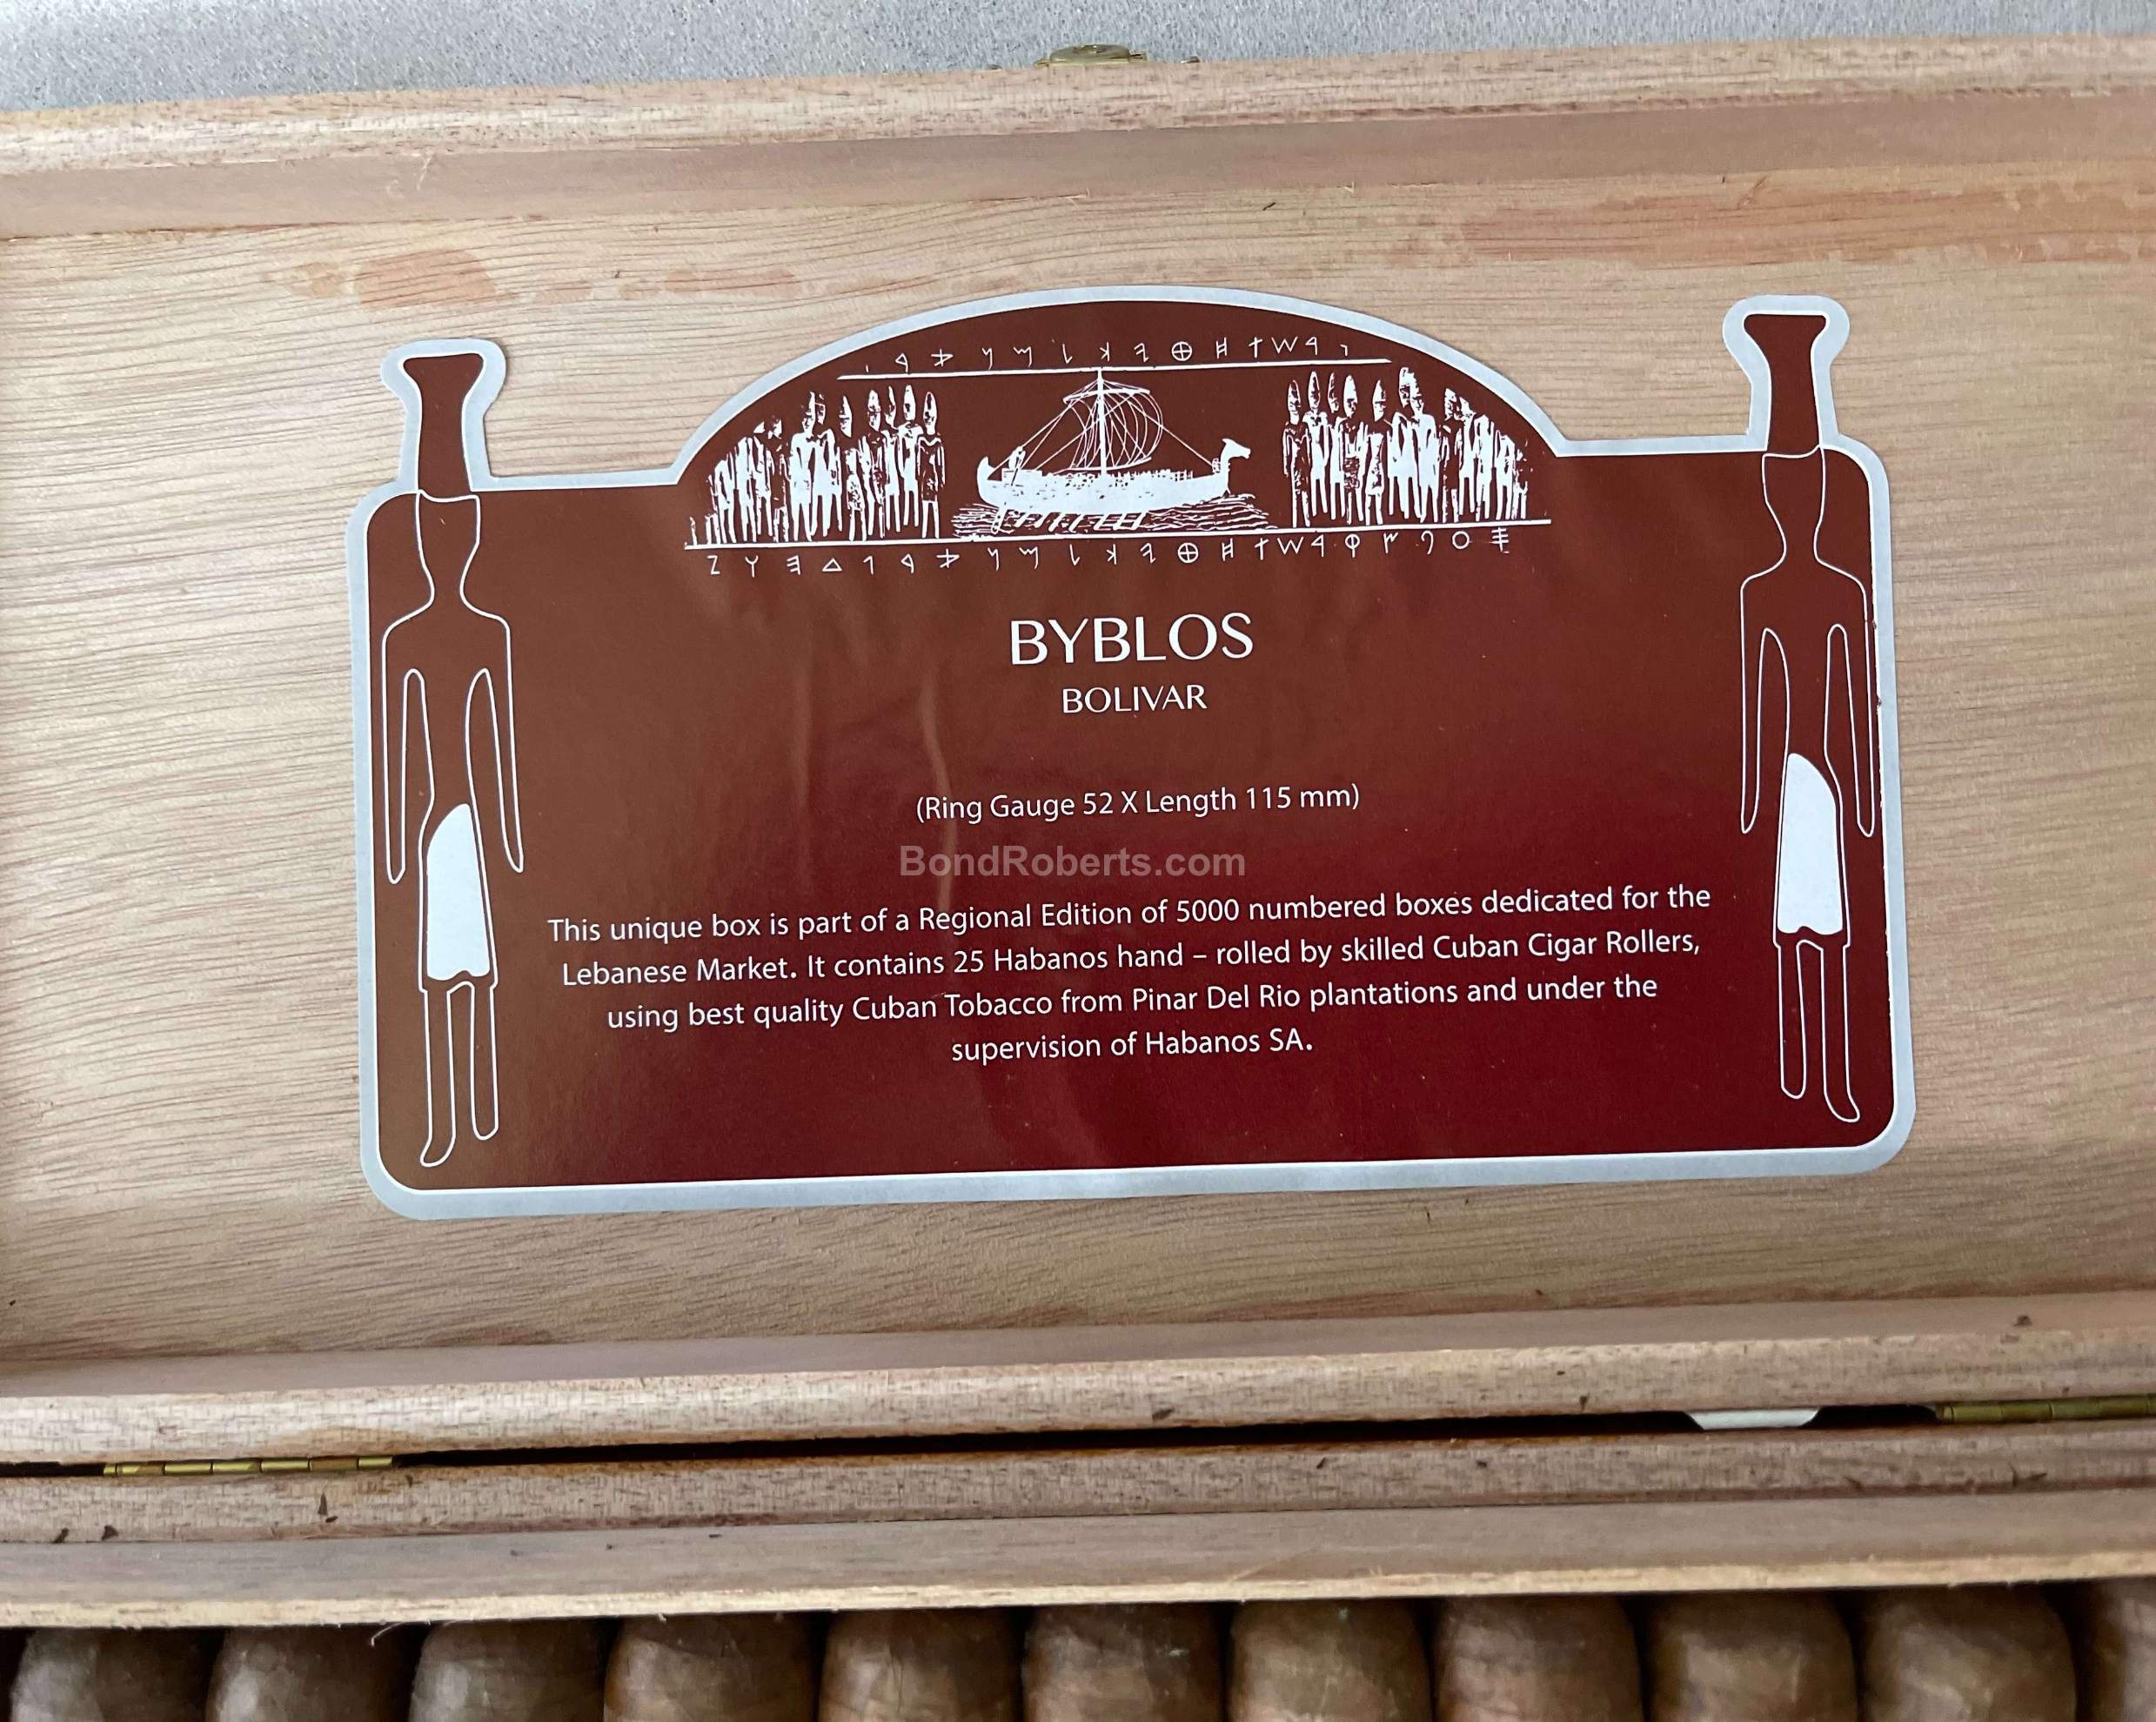 BYBLOS
BOLIVAR
(Ring Gauge 52 X Length 115 mm)
BondRoberts.com
This unique box is part of a Regional Edition of 5000 numbered boxes dedicated for the
Lebanese Market. It contains 25 Habanos hand – rolled by skilled Cuban Cigar Rollers,
using best quality Cuban Tobacco from Pinar Del Rio plantations and under the
supervision of Habanos SA.